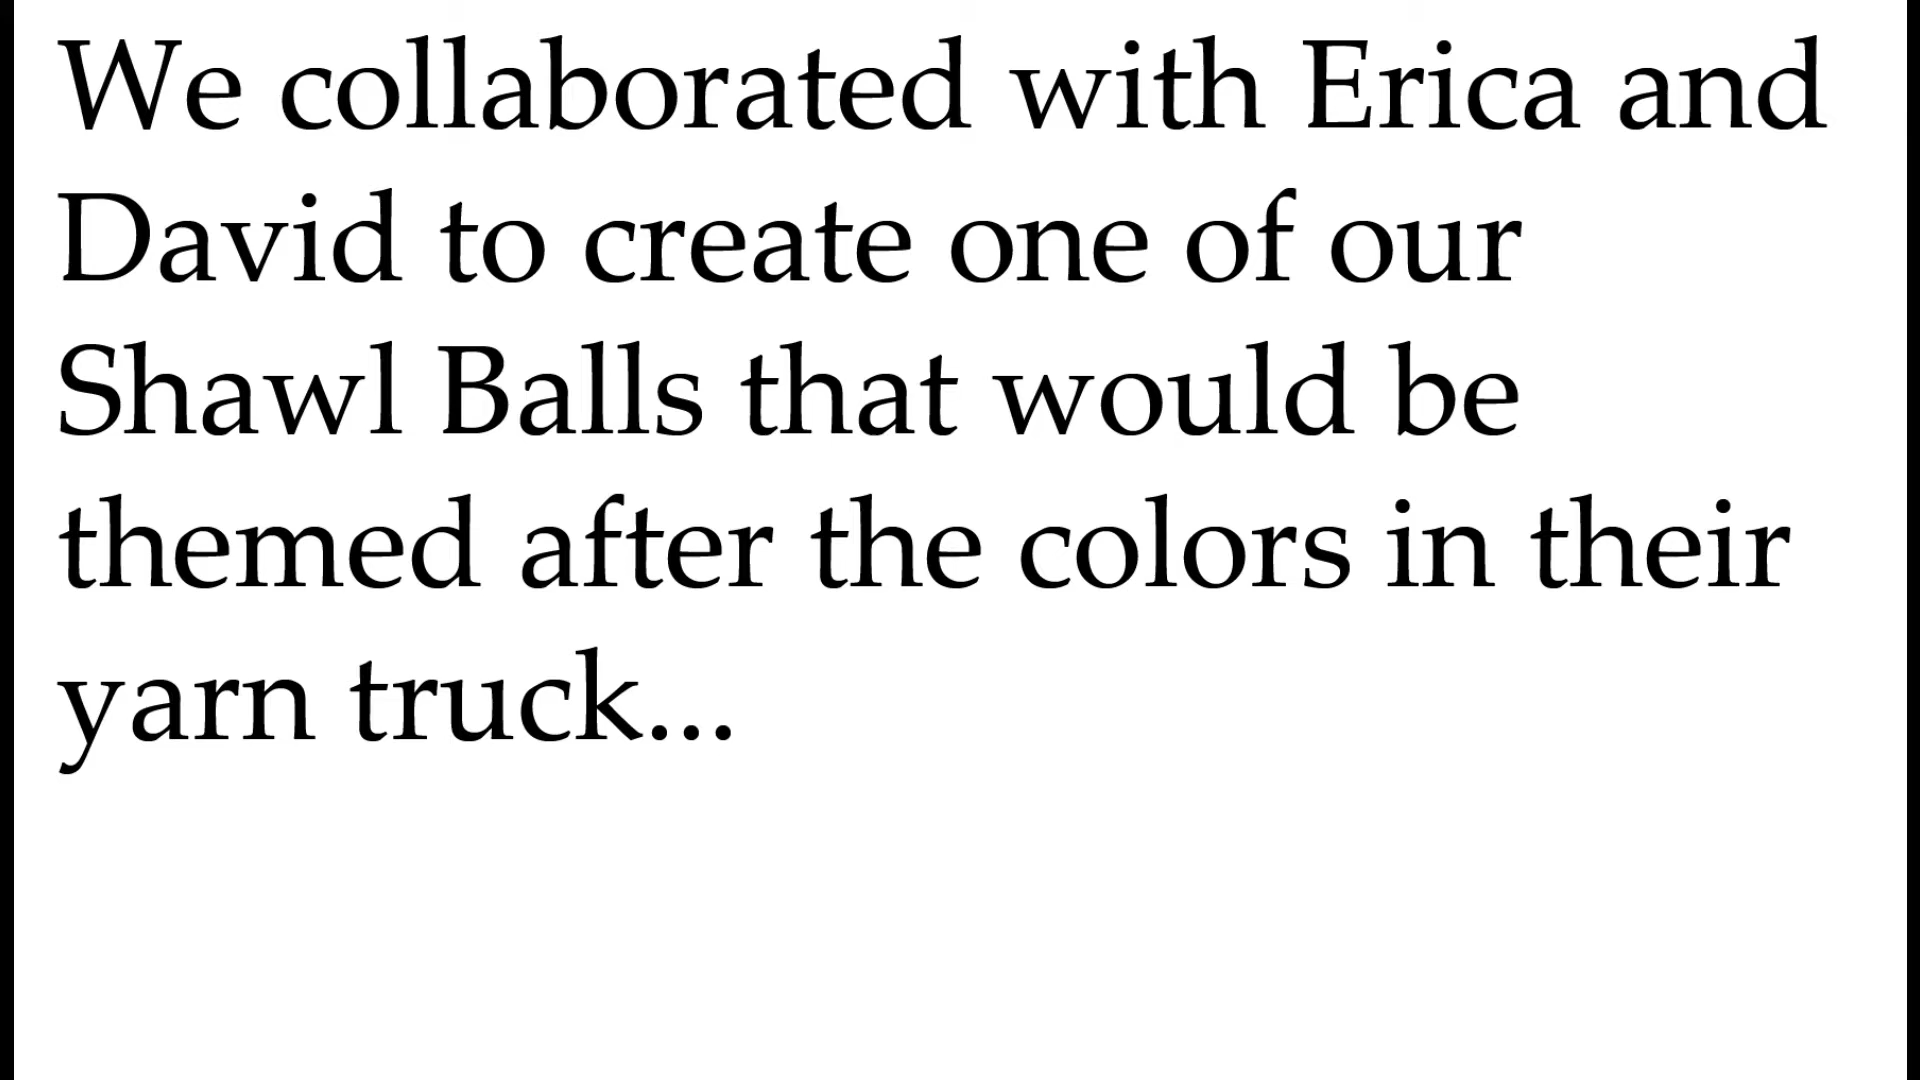 We collaborated with Erica and
David to create one of our
Shawl Balls that would be
themed after the colors in their
yarn truck...